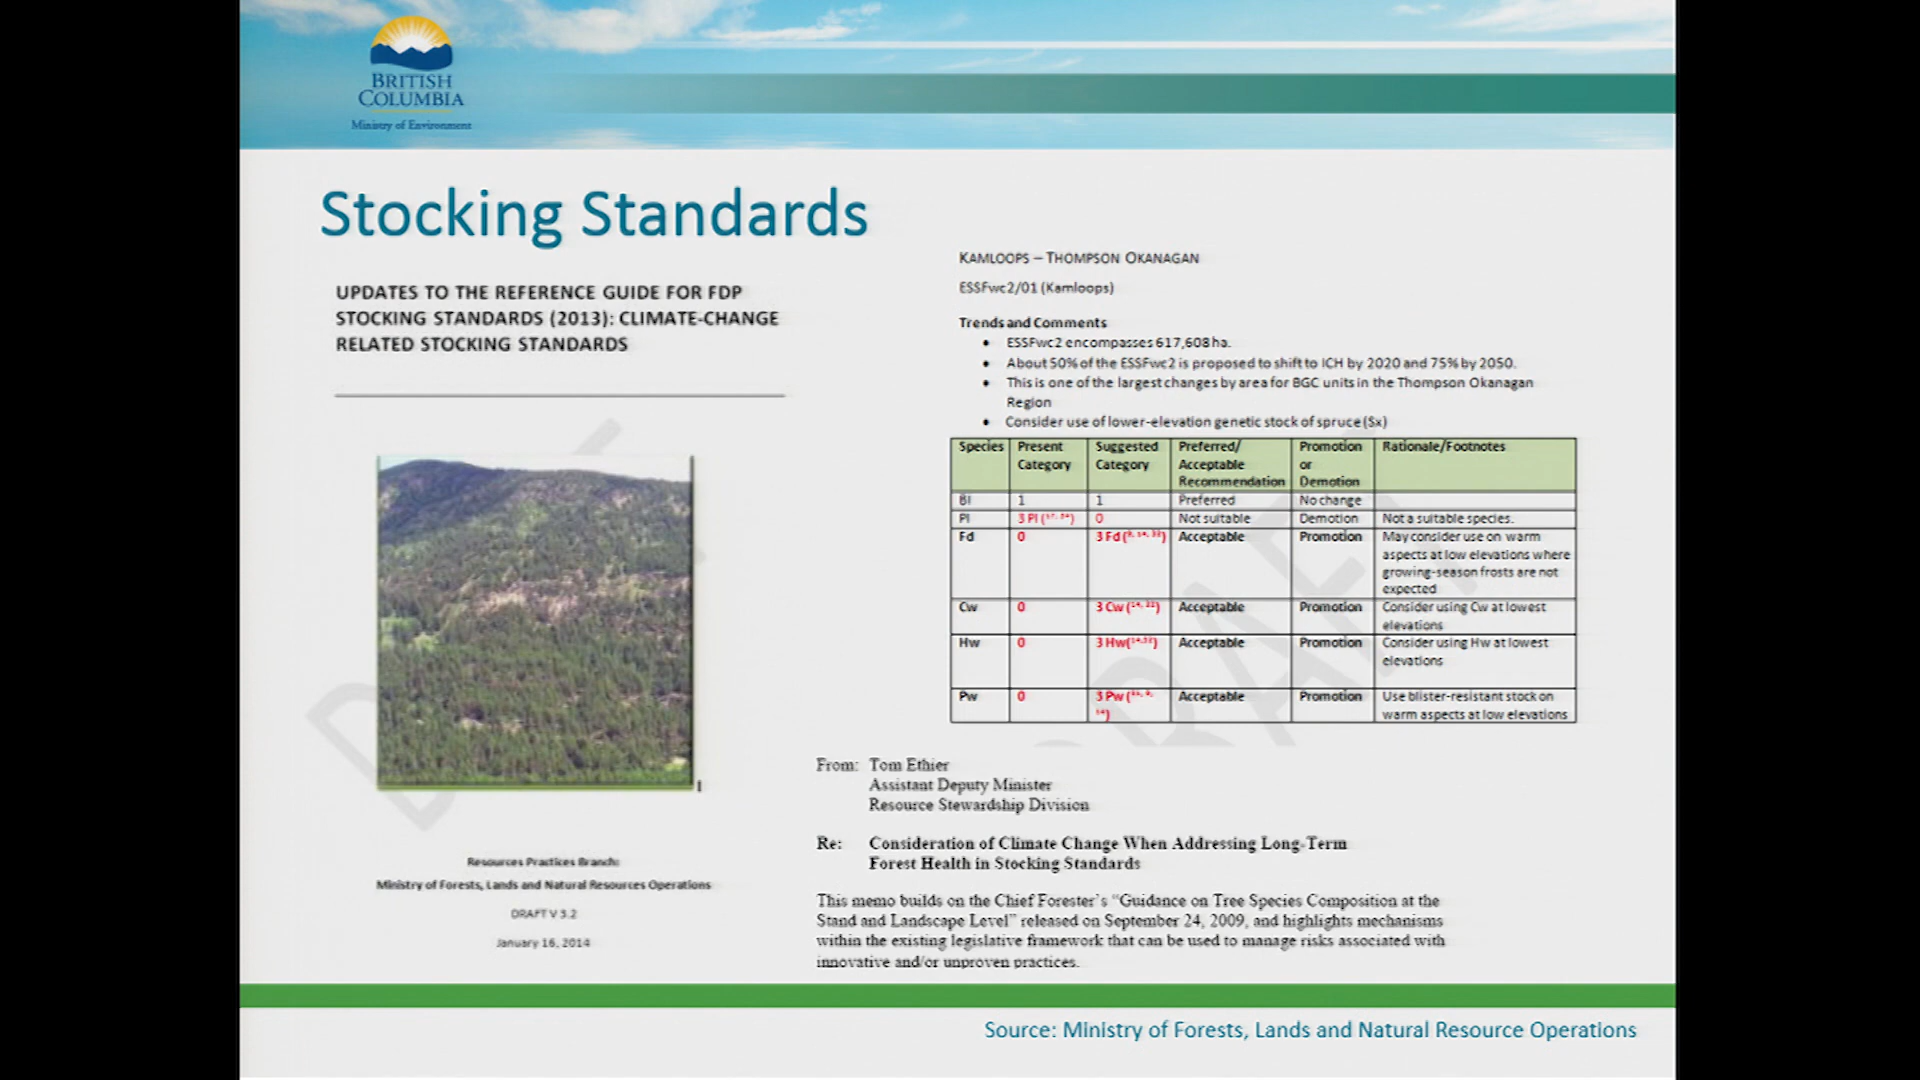 BRITISH
COLUMBIA
Ministry of Environment
Stocking Standards
UPDATES TO THE REFERENCE GUIDE FOR FDP
STOCKING STANDARDS (2013): CLIMATE-CHANGE
RELATED STOCKING STANDARDS
Resources Practices Branch:
Ministry of Forests, Lands and Natural Resources Operations
DRAFT V 3.2
January 16, 2014
KAMLOOPS – THOMPSON OKANAGAN
ESSFwc2/01 (Kamloops)
Trends and Comments
• ESSFwc2 encompasses 617,608 ha.
• About 50% of the ESSFwc2 is proposed to shift to ICH by 2020 and 75% by 2050.
• This is one of the largest changes by area for BGC units in the Thompson Okanagan
Region
• Consider use of lower-elevation genetic stock of spruce (Sx)
Species Present Suggested Preferred/ Promotion Rationale/Footnotes
Category Category Acceptable or
Recommendation Demotion
Bl 1 1 Preferred No change
Pl 3 Pl 0 Not suitable Demotion Not a suitable species.
Fd 0 3 Fd Acceptable Promotion May consider use on warm
aspects at low elevations where
growing-season frosts are not
expected
Cw 0 3 Cw Acceptable Promotion Consider using Cw at lowest
elevations
Hw 0 3 Hw Acceptable Promotion Consider using Hw at lowest
elevations
Pw 0 3 Pw Acceptable Promotion Use blister-resistant stock on
warm aspects at low elevations
DRAFT
From: Tom Ethier
Assistant Deputy Minister
Resource Stewardship Division
Re: Consideration of Climate Change When Addressing Long-Term
Forest Health in Stocking Standards
This memo builds on the Chief Forester's “Guidance on Tree Species Composition at the
Stand and Landscape Level” released on September 24, 2009, and highlights mechanisms
within the existing legislative framework that can be used to manage risks associated with
innovative and/or unproven practices.
Source: Ministry of Forests, Lands and Natural Resource Operations